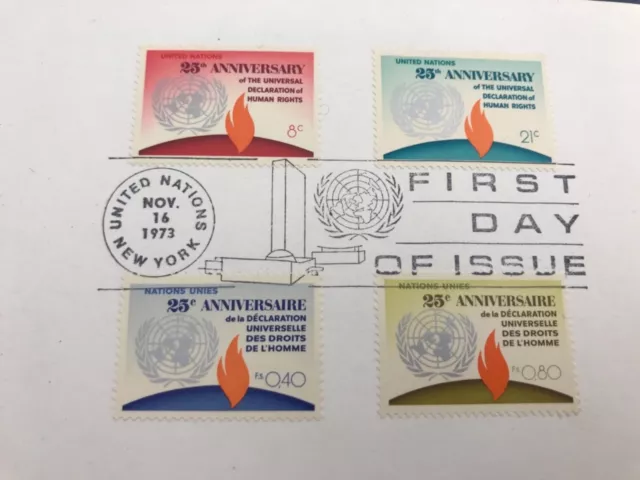 UNITED NATIONS
25th ANNIVERSARY
of THE UNIVERSAL
DECLARATION of
HUMAN RIGHTS
8c
UNITED NATIONS
25th ANNIVERSARY
of THE UNIVERSAL
DECLARATION of
HUMAN RIGHTS
21c
UNITED NATIONS
NOV.
16
1973
NEW YORK
FIRST
DAY
OF ISSUE
NATIONS UNIES
25e ANNIVERSAIRE
de la DÉCLARATION
UNIVERSELLE
DES DROITS
DE L'HOMME
F.s. 0,40
NATIONS UNIES
25e ANNIVERSAIRE
de la DÉCLARATION
UNIVERSELLE
DES DROITS
DE L'HOMME
F.s. 0,80